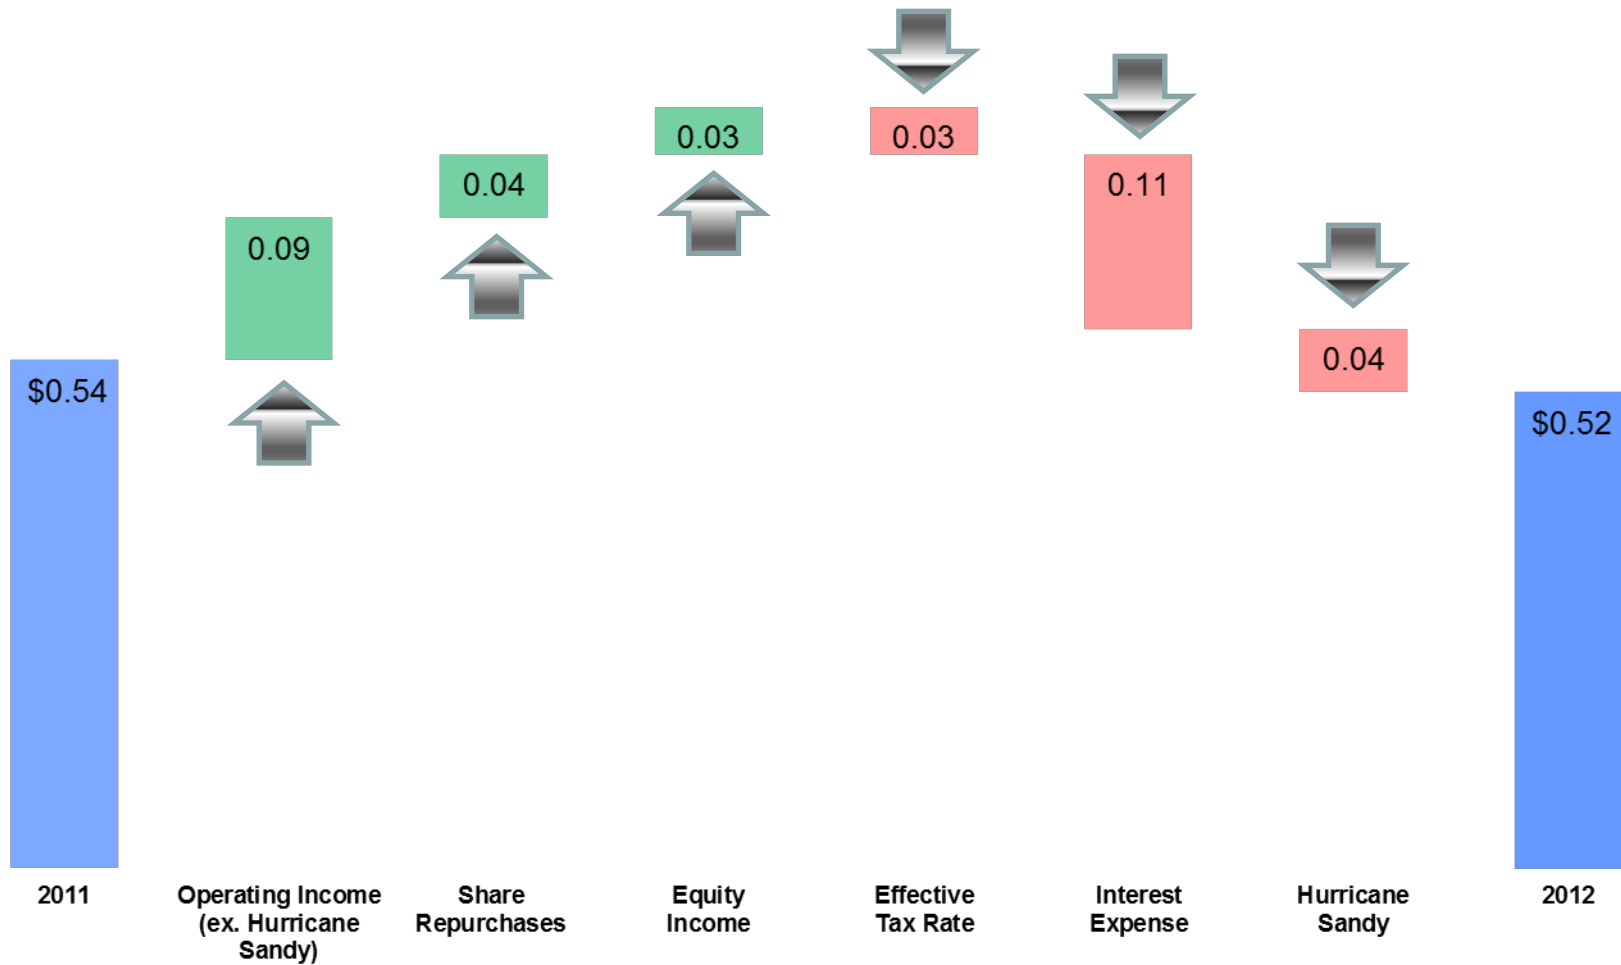 0.03
0.03
0.04
0.11
0.09
0.04
$0.54
$0.52
2011
Operating Income
(ex. Hurricane
Sandy)
Share
Repurchases
Equity
Income
Effective
Tax Rate
Interest
Expense
Hurricane
Sandy
2012